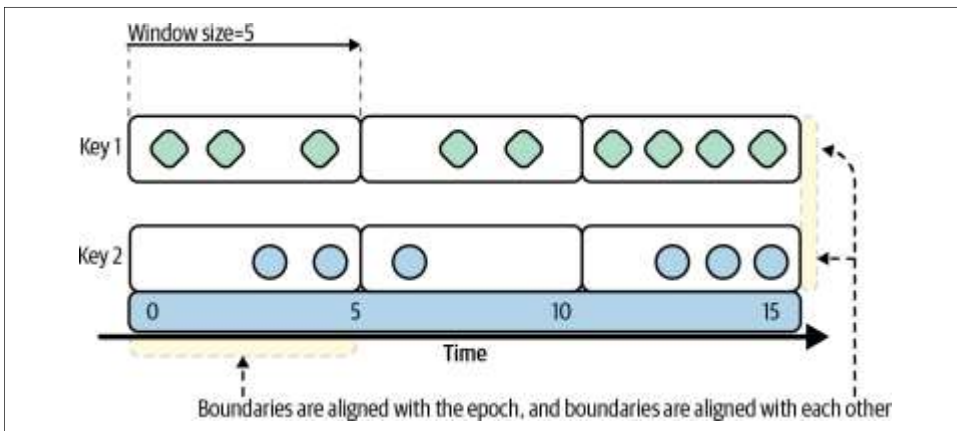 Window size=5
Key 1
Key 2
0 5 10 15
Time
Boundaries are aligned with the epoch, and boundaries are aligned with each other